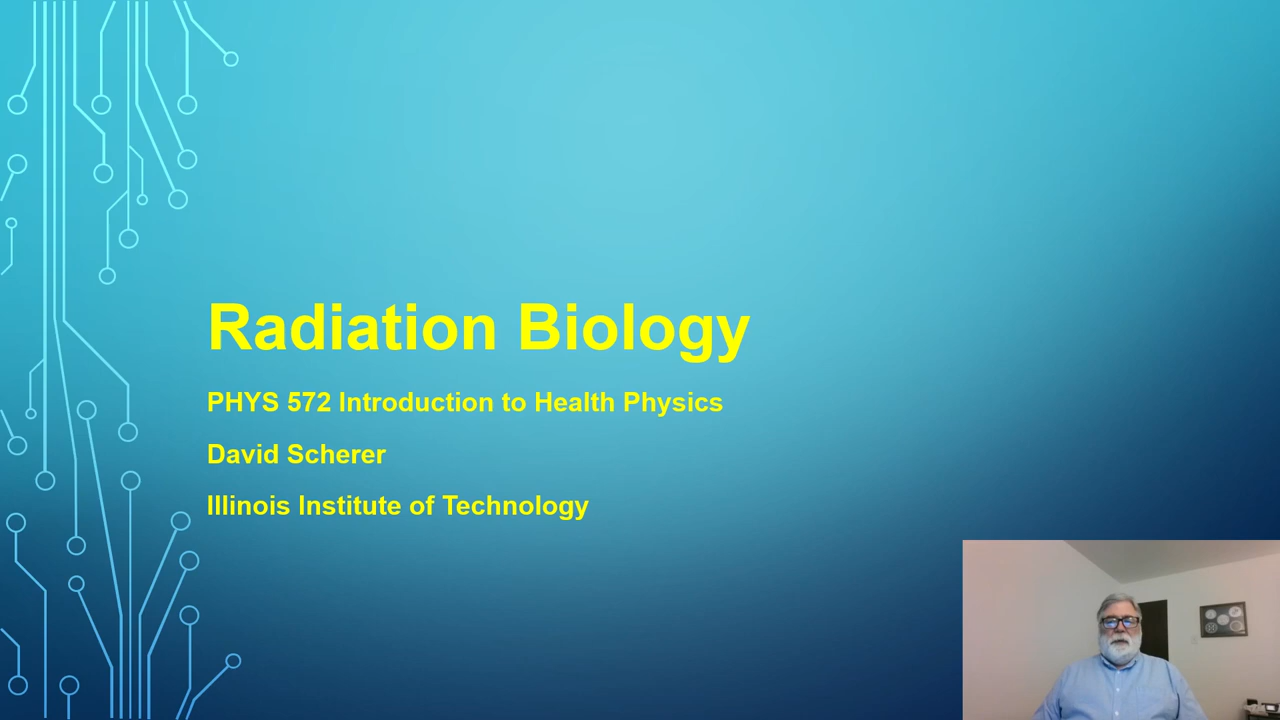 Radiation Biology
PHYS 572 Introduction to Health Physics
David Scherer
Illinois Institute of Technology